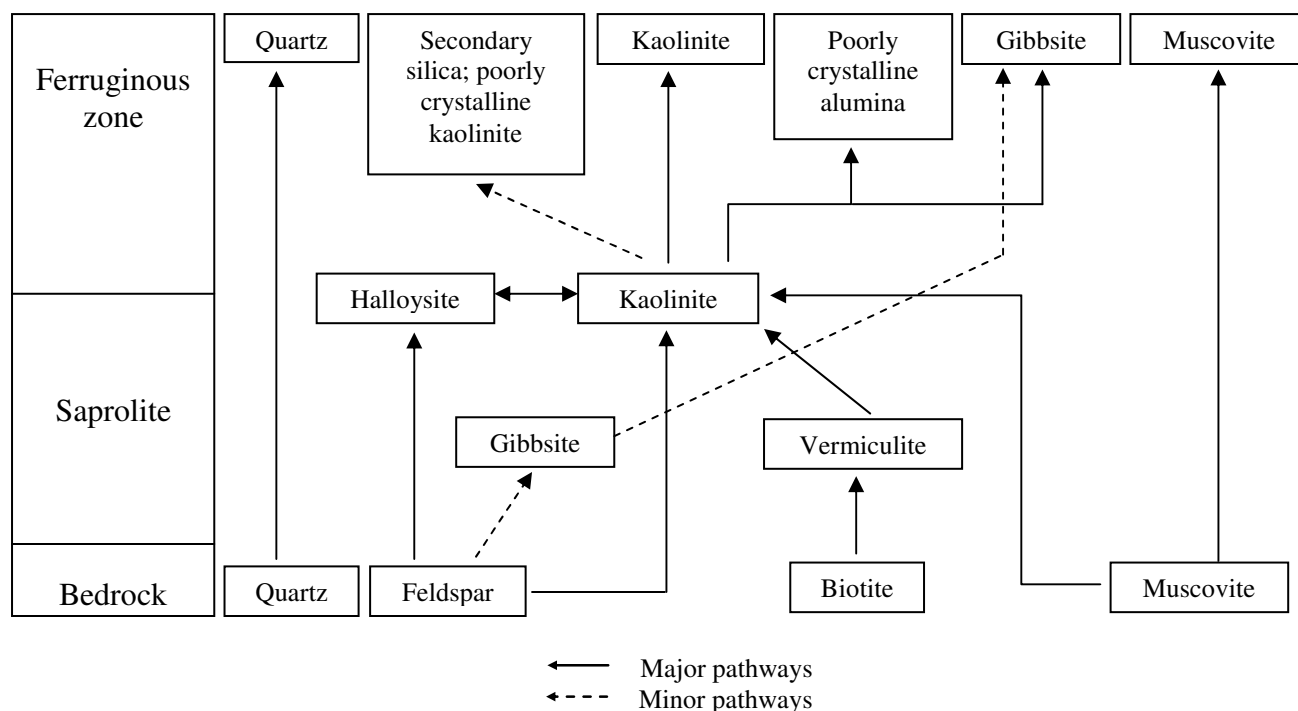 Ferruginous
zone
Saprolite
Bedrock
Quartz
Secondary
silica; poorly
crystalline
kaolinite
Kaolinite
Poorly
crystalline
alumina
Gibbsite
Muscovite
Halloysite
Kaolinite
Gibbsite
Vermiculite
Quartz
Feldspar
Biotite
Muscovite
Major pathways
Minor pathways